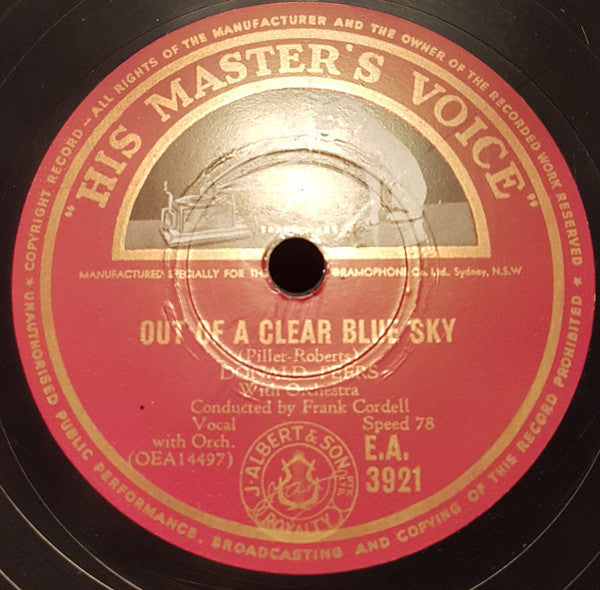 COPYRIGHT RECORD — ALL RIGHTS OF THE MANUFACTURER AND THE OWNER OF THE RECORDED WORK RESERVED
★ UNAUTHORISED PUBLIC PERFORMANCE, BROADCASTING AND COPYING OF THIS RECORD PROHIBITED ★
"HIS MASTER'S VOICE"
MANUFACTURED SPECIALLY FOR GRAMOPHONE Co. Ltd., Sydney, N.S.W
OUT OF A CLEAR BLUE SKY
(Piller-Roberts)
DONALD PEERS
With Orchestra
Conducted by Frank Cordell
Vocal Speed 78
with Orch. E.A.
(OEA14497) 3921
J. ALBERT & SON PTY LTD
ROYALTY